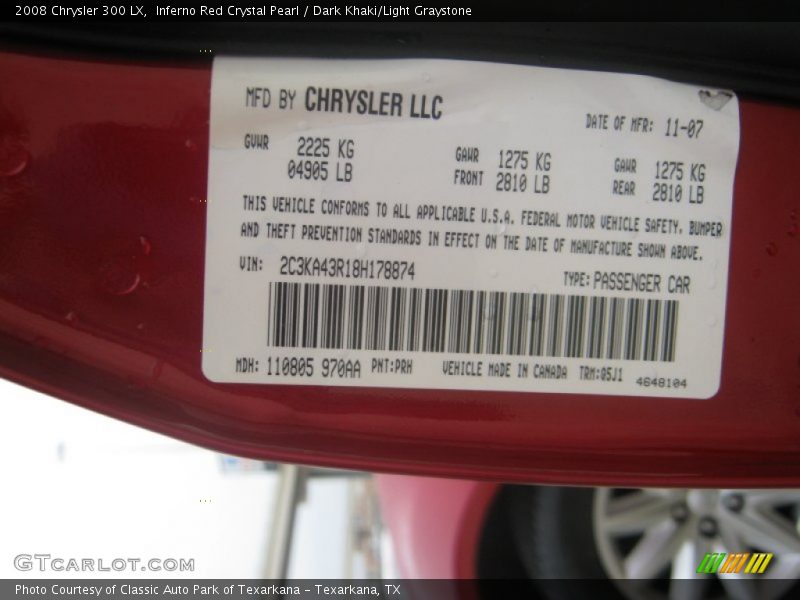 2008 Chrysler 300 LX,  Inferno Red Crystal Pearl / Dark Khaki/Light Graystone
MFD BY CHRYSLER LLC
DATE OF MFR: 11-07
GVWR 2225 KG GAWR 1275 KG GAWR 1275 KG
04905 LB FRONT 2810 LB REAR 2810 LB
THIS VEHICLE CONFORMS TO ALL APPLICABLE U.S.A. FEDERAL MOTOR VEHICLE SAFETY, BUMPER
AND THEFT PREVENTION STANDARDS IN EFFECT ON THE DATE OF MANUFACTURE SHOWN ABOVE.
VIN: 2C3KA43R18H178874 TYPE: PASSENGER CAR
MDH: 110805 970AA PNT:PRH VEHICLE MADE IN CANADA TRM:05J1 4648104
GTCARLOT.COM
Photo Courtesy of Classic Auto Park of Texarkana - Texarkana, TX